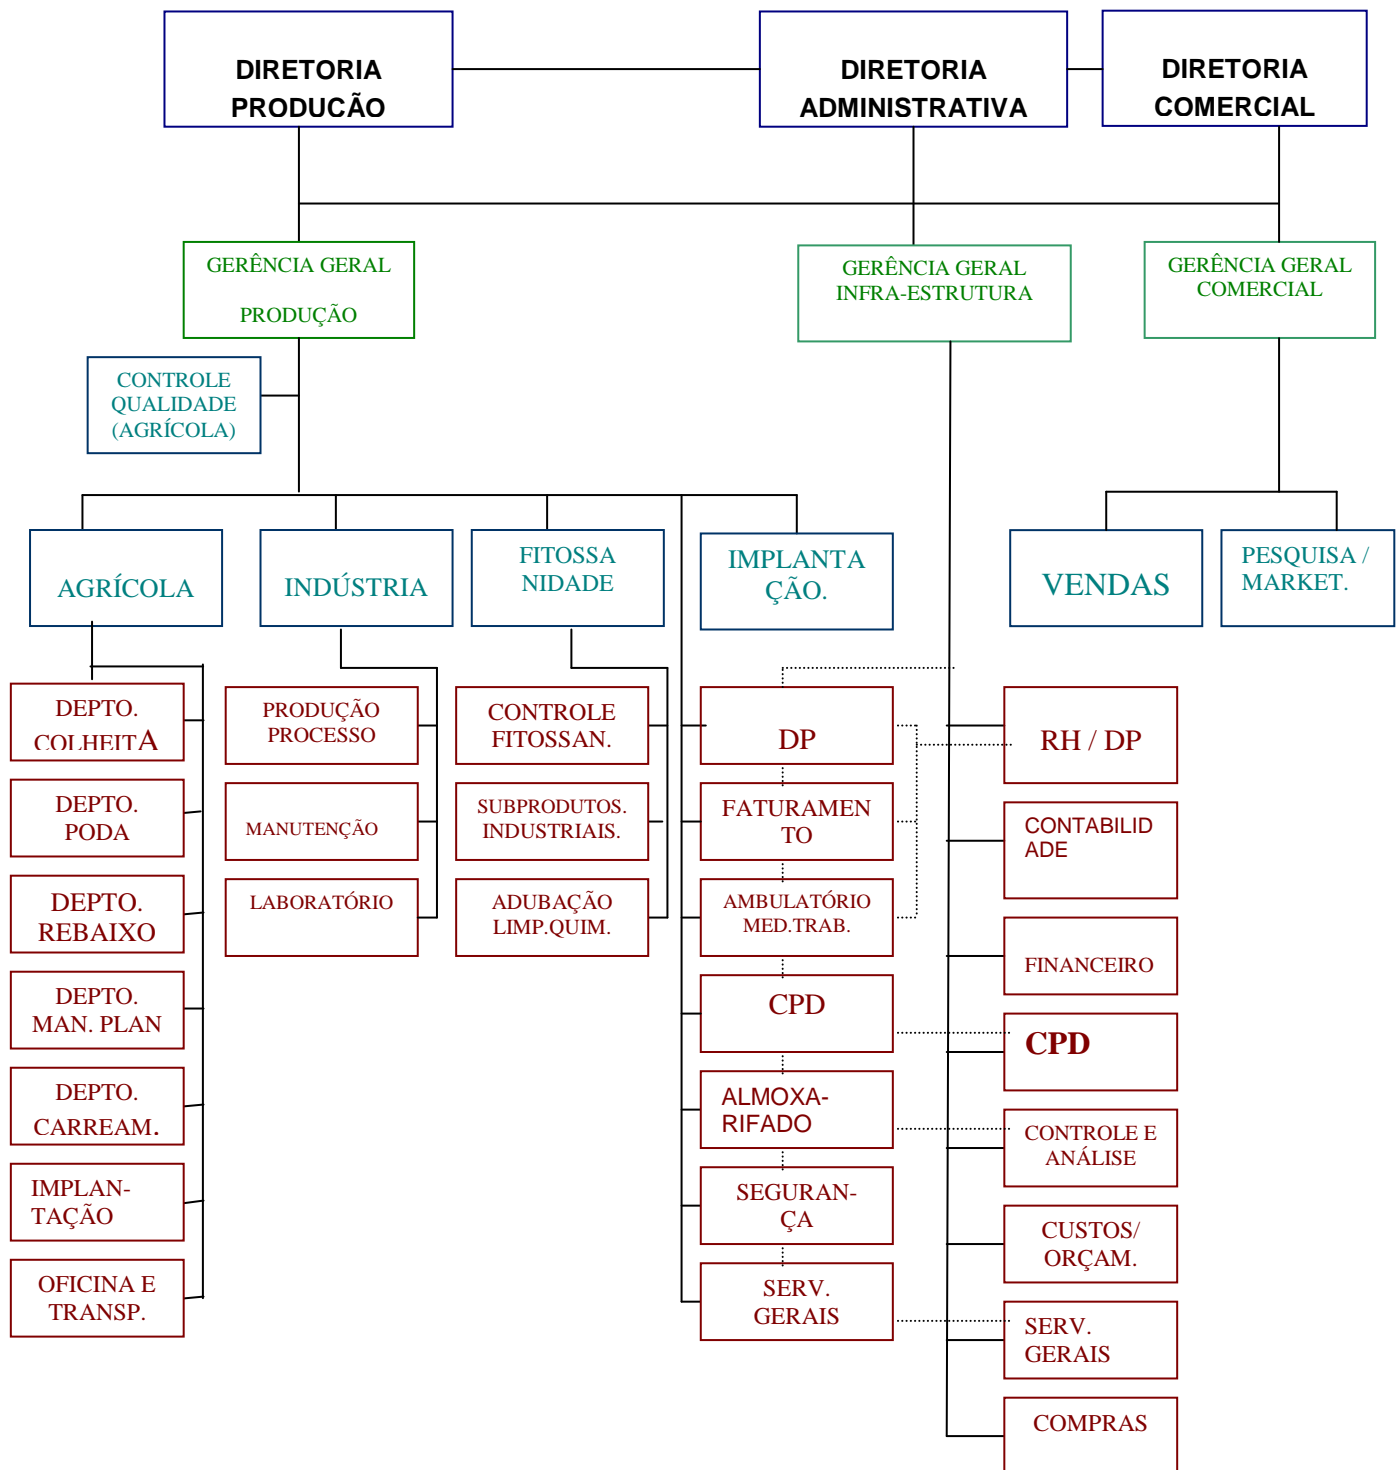 DIRETORIA
PRODUCÃO
DIRETORIA
ADMINISTRATIVA
DIRETORIA
COMERCIAL
GERÊNCIA GERAL
PRODUÇÃO
GERÊNCIA GERAL
INFRA-ESTRUTURA
GERÊNCIA GERAL
COMERCIAL
CONTROLE
QUALIDADE
(AGRÍCOLA)
AGRÍCOLA
INDÚSTRIA
FITOSSA
NIDADE
IMPLANTA
ÇÃO.
VENDAS
PESQUISA /
MARKET.
DEPTO.
COLHEITA
DEPTO.
PODA
DEPTO.
REBAIXO
DEPTO.
MAN. PLAN
DEPTO.
CARREAM.
IMPLAN-
TAÇÃO
OFICINA E
TRANSP.
PRODUÇÃO
PROCESSO
MANUTENÇÃO
LABORATÓRIO
CONTROLE
FITOSSAN.
SUBPRODUTOS.
INDUSTRIAIS.
ADUBAÇÃO
LIMP.QUIM.
DP
FATURAMEN
TO
AMBULATÓRIO
MED.TRAB.
CPD
ALMOXA-
RIFADO
SEGURAN-
ÇA
SERV.
GERAIS
RH / DP
CONTABILID
ADE
FINANCEIRO
CPD
CONTROLE E
ANÁLISE
CUSTOS/
ORÇAM.
SERV.
GERAIS
COMPRAS